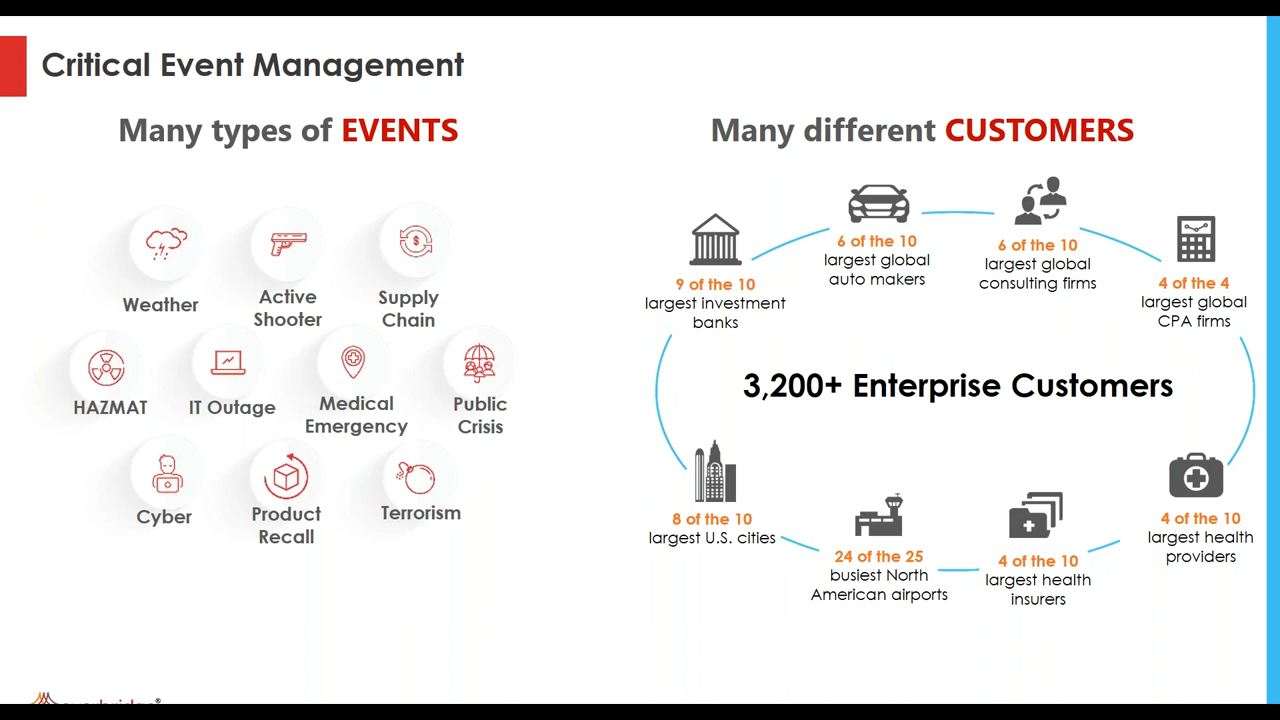 Critical Event Management
Many types of EVENTS
Weather
Active
Shooter
Supply
Chain
HAZMAT
IT Outage
Medical
Emergency
Public
Crisis
Cyber
Product
Recall
Terrorism
Many different CUSTOMERS
9 of the 10
largest investment
banks
6 of the 10
largest global
auto makers
6 of the 10
largest global
consulting firms
4 of the 4
largest global
CPA firms
3,200+ Enterprise Customers
8 of the 10
largest U.S. cities
24 of the 25
busiest North
American airports
4 of the 10
largest health
insurers
4 of the 10
largest health
providers